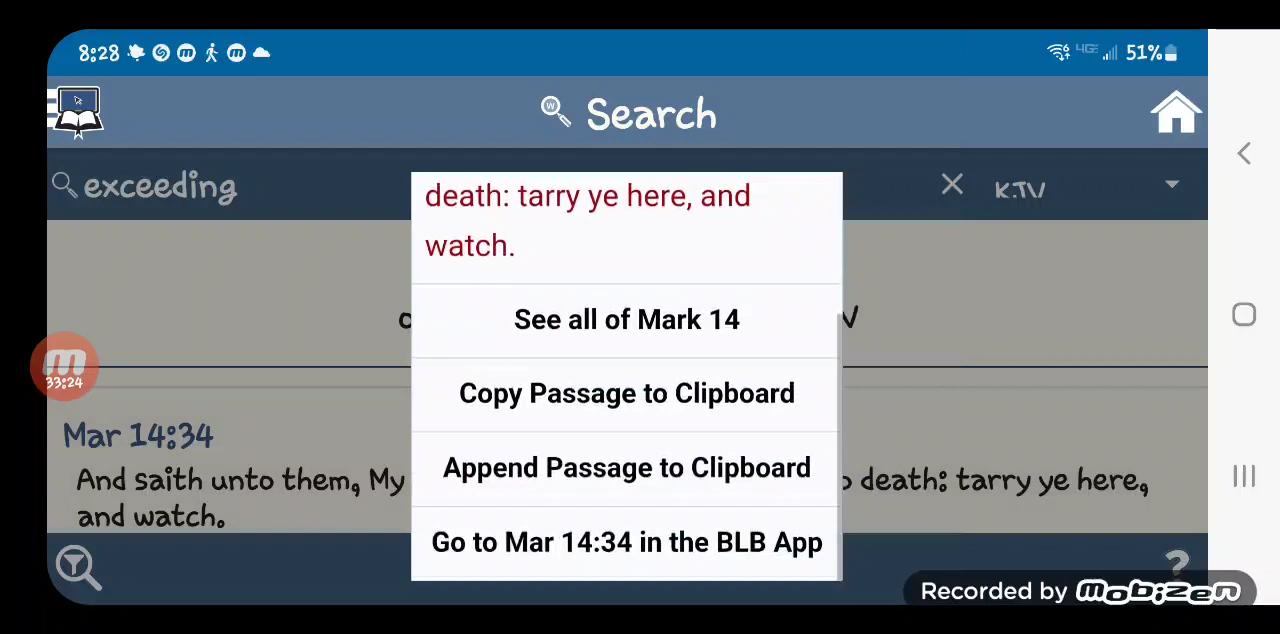 8:28
4GE 51%
Search
exceeding
KJV
death: tarry ye here, and
watch.
See all of Mark 14
Copy Passage to Clipboard
Append Passage to Clipboard
Go to Mar 14:34 in the BLB App
33:24
Mar 14:34
And saith unto them, My death: tarry ye here,
and watch.
Recorded by mobizen